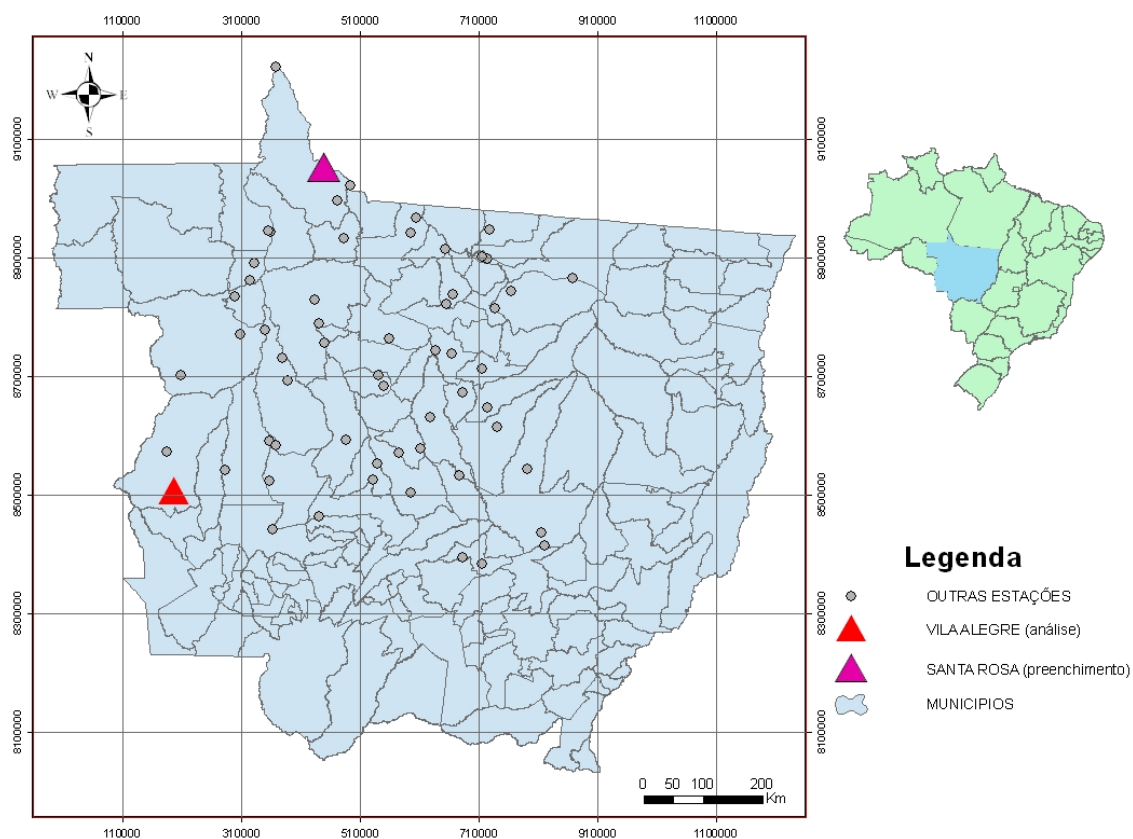 110000 310000 510000 710000 910000 1100000
N
W E
S
9100000 9100000
8900000 8900000
8700000 8700000
8500000 8500000
8300000 8300000
8100000 8100000
Legenda
OUTRAS ESTAÇÕES
VILA ALEGRE (análise)
SANTA ROSA (preenchimento)
MUNICIPIOS
0 50 100 200
Km
110000 310000 510000 710000 910000 1100000